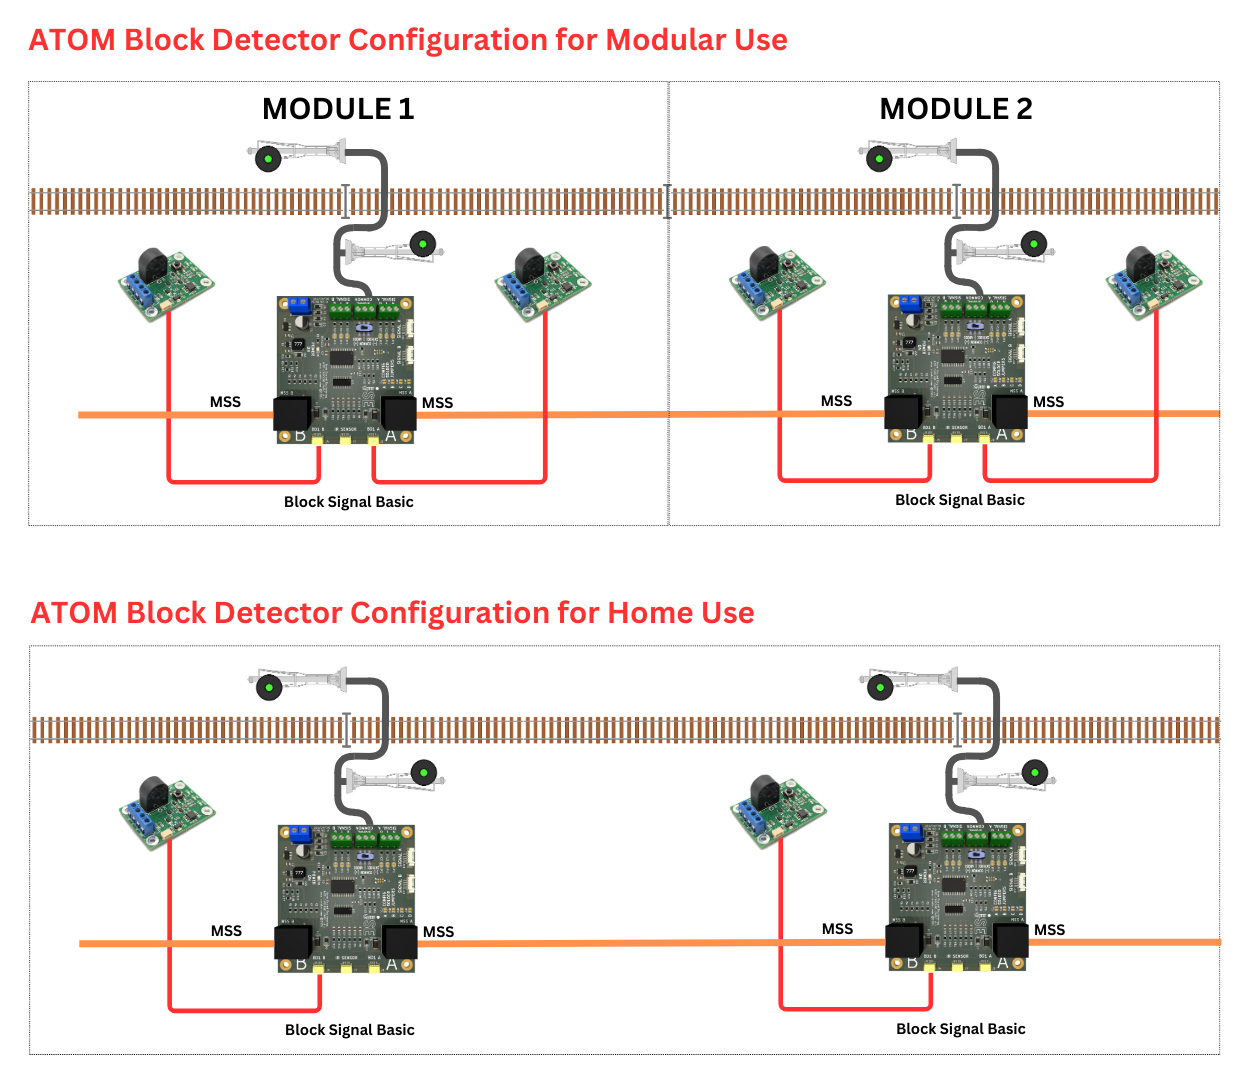 ATOM Block Detector Configuration for Modular Use
MODULE 1
MODULE 2
MSS
MSS
MSS
MSS
B
A
B
A
Block Signal Basic
Block Signal Basic
ATOM Block Detector Configuration for Home Use
MSS
MSS
MSS
MSS
B
A
B
A
Block Signal Basic
Block Signal Basic